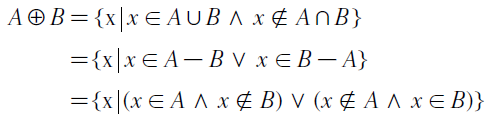 A ⊕ B = {x|x ∈ A ∪ B ∧ x ∉ A ∩ B}
={x|x ∈ A − B ∨ x ∈ B − A}
={x|(x ∈ A ∧ x ∉ B) ∨ (x ∉ A ∧ x ∈ B)}